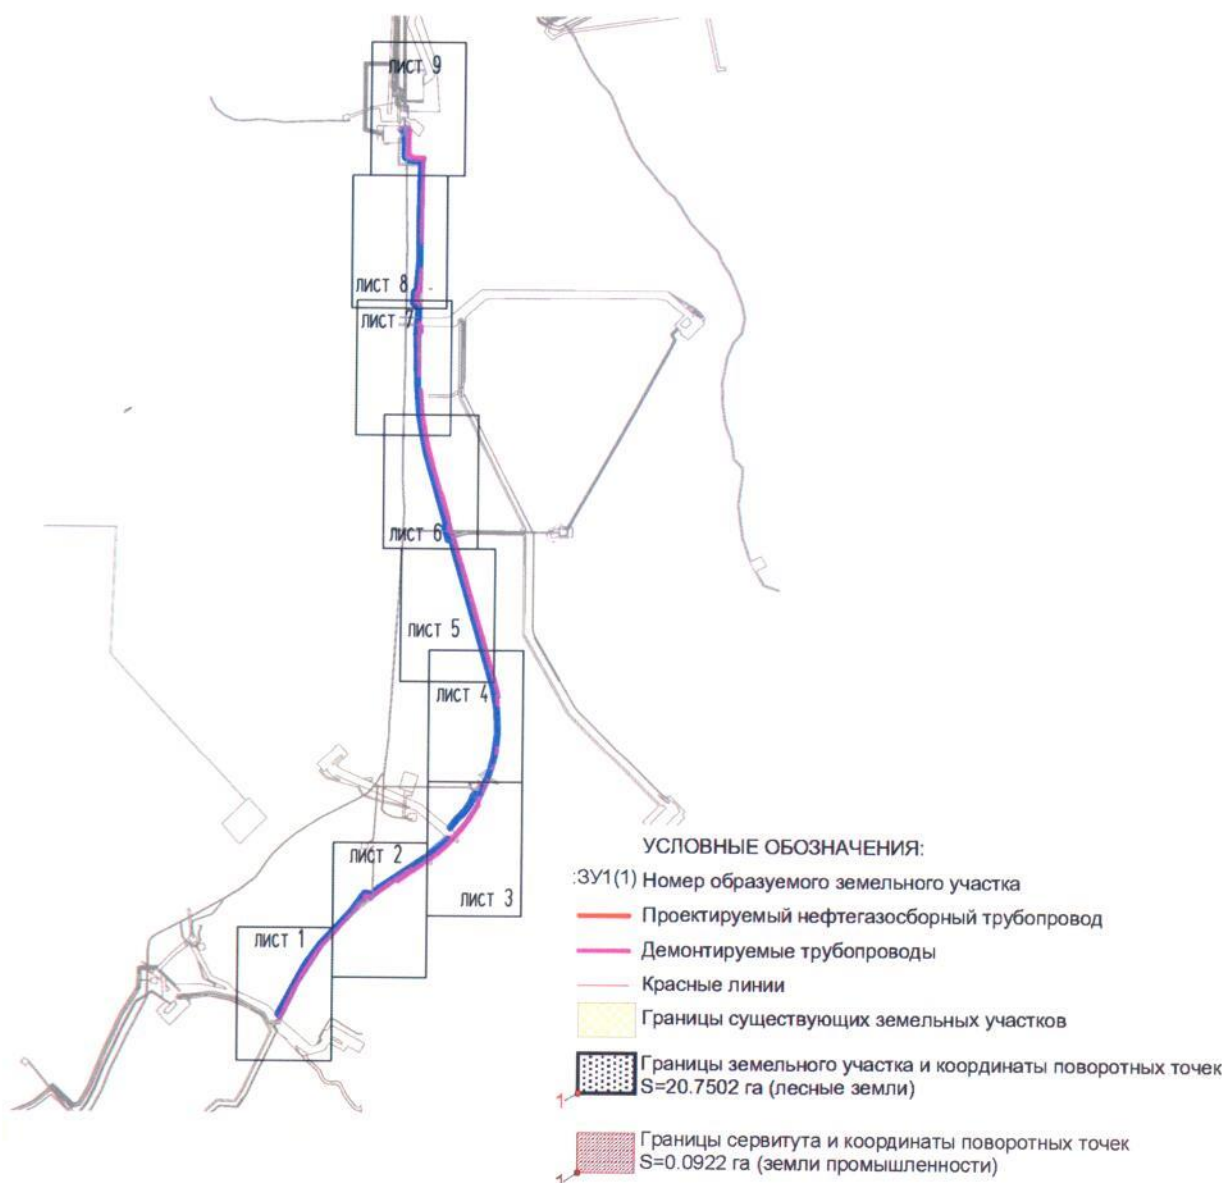 лист 9
лист 8
лист 7
лист 6
лист 5
лист 4
лист 2
лист 3
лист 1
УСЛОВНЫЕ ОБОЗНАЧЕНИЯ:
:ЗУ1(1) Номер образуемого земельного участка
Проектируемый нефтегазосборный трубопровод
Демонтируемые трубопроводы
Красные линии
Границы существующих земельных участков
Границы земельного участка и координаты поворотных точек
S=20.7502 га (лесные земли)
1
Границы сервитута и координаты поворотных точек
S=0.0922 га (земли промышленности)
1